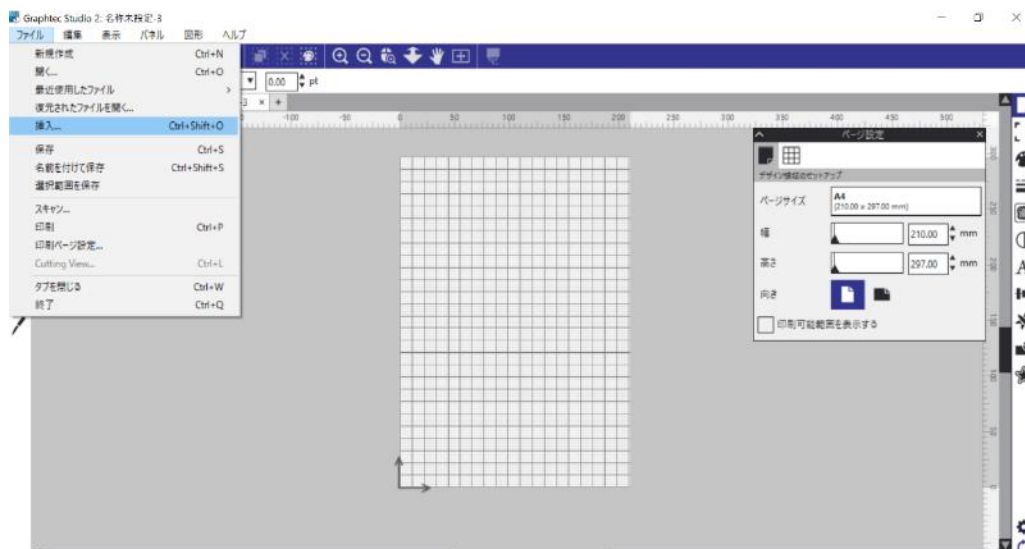 Graphtec Studio 2: 名称未設定-3
ファイル 編集 表示 パネル 図形 ヘルプ
新規作成 Ctrl+N
開く... Ctrl+O
最近使用したファイル >
復元されたファイルを開く...
挿入... Ctrl+Shift+O
保存 Ctrl+S
名前を付けて保存 Ctrl+Shift+S
選択範囲を保存
スキャン...
印刷 Ctrl+P
印刷ページ設定...
Cutting View... Ctrl+L
タブを閉じる Ctrl+W
終了 Ctrl+Q
0.00 pt
-3 × +
-100 -50 0 50 100 150 200 250 300 350 400 450 500
ページ設定
デザイン領域のセットアップ
ページサイズ A4
(210.00 x 297.00 mm)
幅 210.00 mm
高さ 297.00 mm
向き
印刷可能範囲を表示する
300
250
200
150
100
50
0